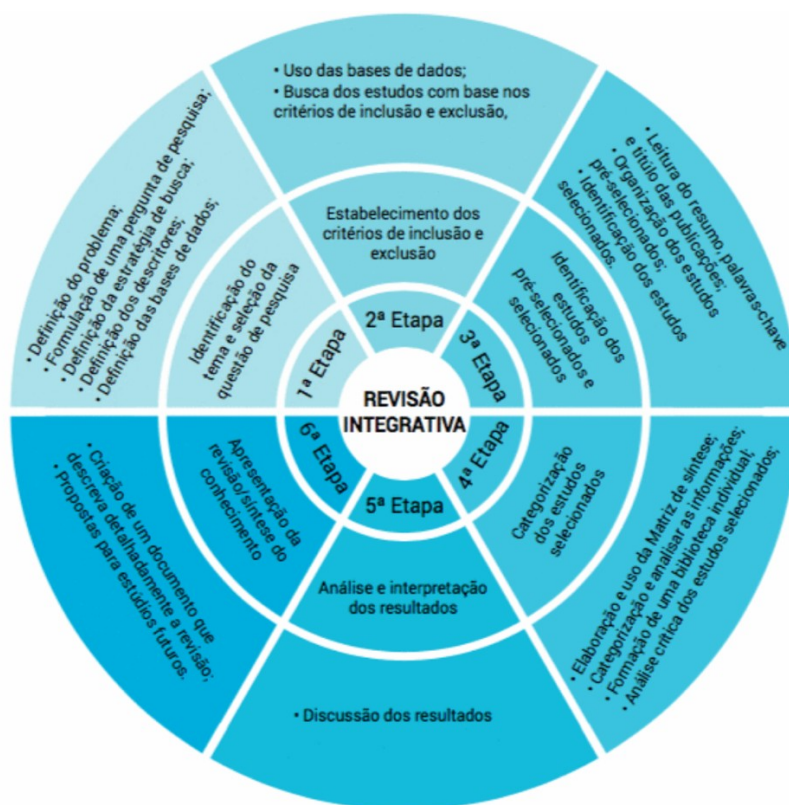 REVISÃO
INTEGRATIVA
1ª Etapa
Identificação do
tema e seleção da
questão de pesquisa
• Definição do problema;
• Formulação de uma pergunta de pesquisa;
• Definição da estratégia de busca;
• Definição dos descritores;
• Definição das bases de dados;
2ª Etapa
Estabelecimento dos
critérios de inclusão e
exclusão
• Uso das bases de dados;
• Busca dos estudos com base nos
critérios de inclusão e exclusão,
3ª Etapa
Identificação dos
estudos
pré-selecionados e
selecionados
• Leitura do resumo, palavras-chave
e título das publicações;
• Organização dos estudos
pré-selecionados;
• Identificação dos estudos
selecionados.
4ª Etapa
Categorização
dos estudos
selecionados
• Elaboração e uso da Matriz de síntese;
• Categorização e analisar as informações;
• Formação de uma biblioteca individual;
• Análise crítica dos estudos selecionados;
5ª Etapa
Análise e interpretação
dos resultados
• Discussão dos resultados
6ª Etapa
Apresentação da
revisão/síntese do
conhecimento
• Criação de um documento que
descreva defalhadamente a revisão;
• Propostas para estúdios futuros.